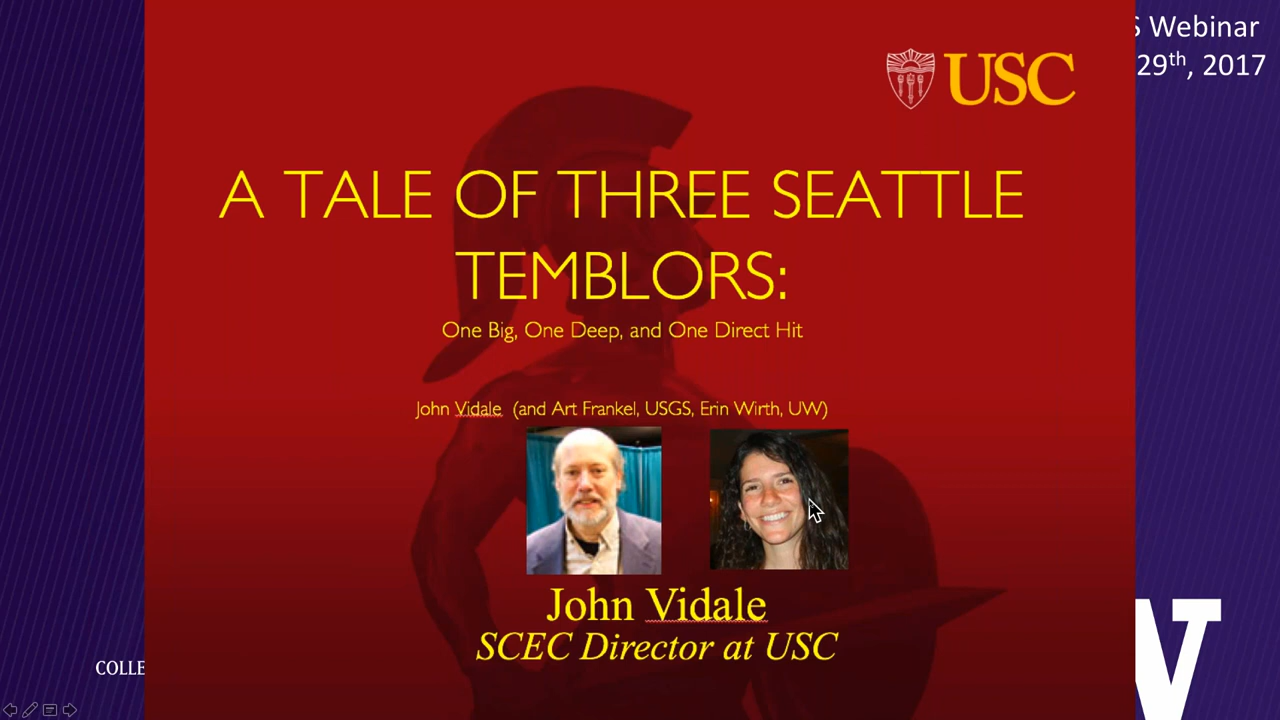 S Webinar
29th, 2017
USC
A TALE OF THREE SEATTLE
TEMBLORS:
One Big, One Deep, and One Direct Hit
John Vidale (and Art Frankel, USGS, Erin Wirth, UW)
John Vidale
SCEC Director at USC
COLLE
W